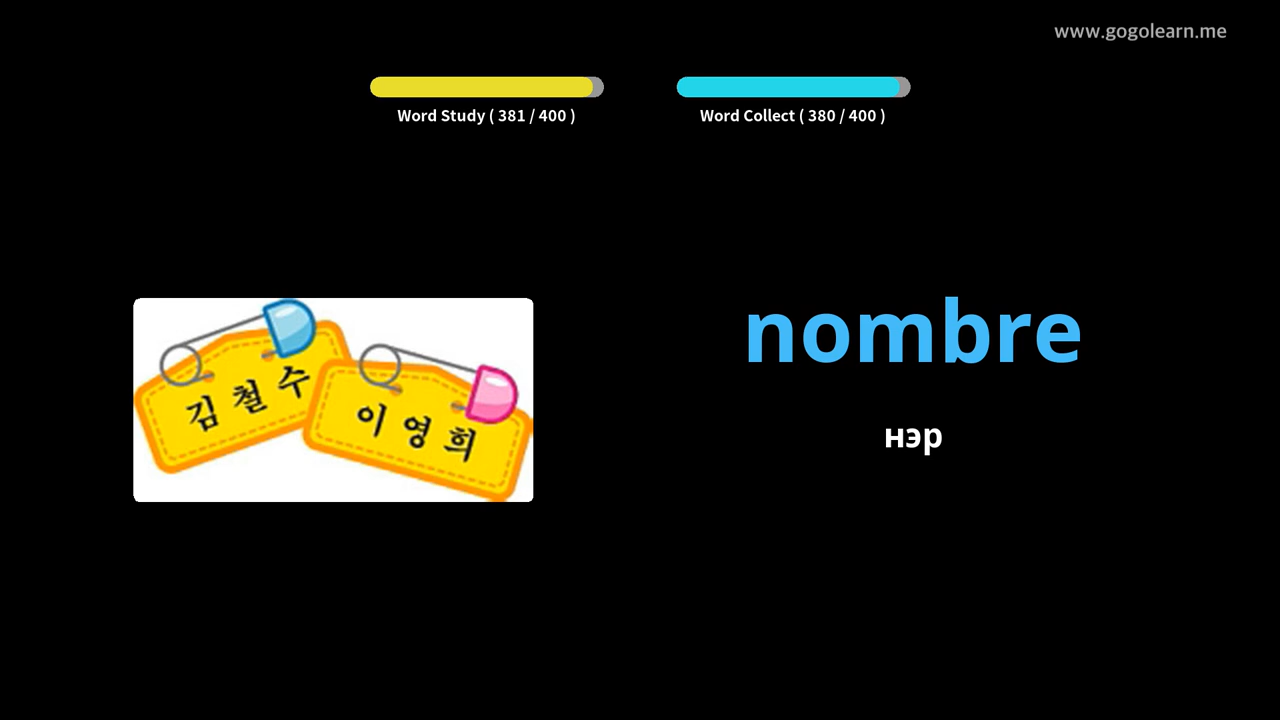 www.gogolearn.me
Word Study ( 381 / 400 )
Word Collect ( 380 / 400 )
김철수
이영희
nombre
нэр